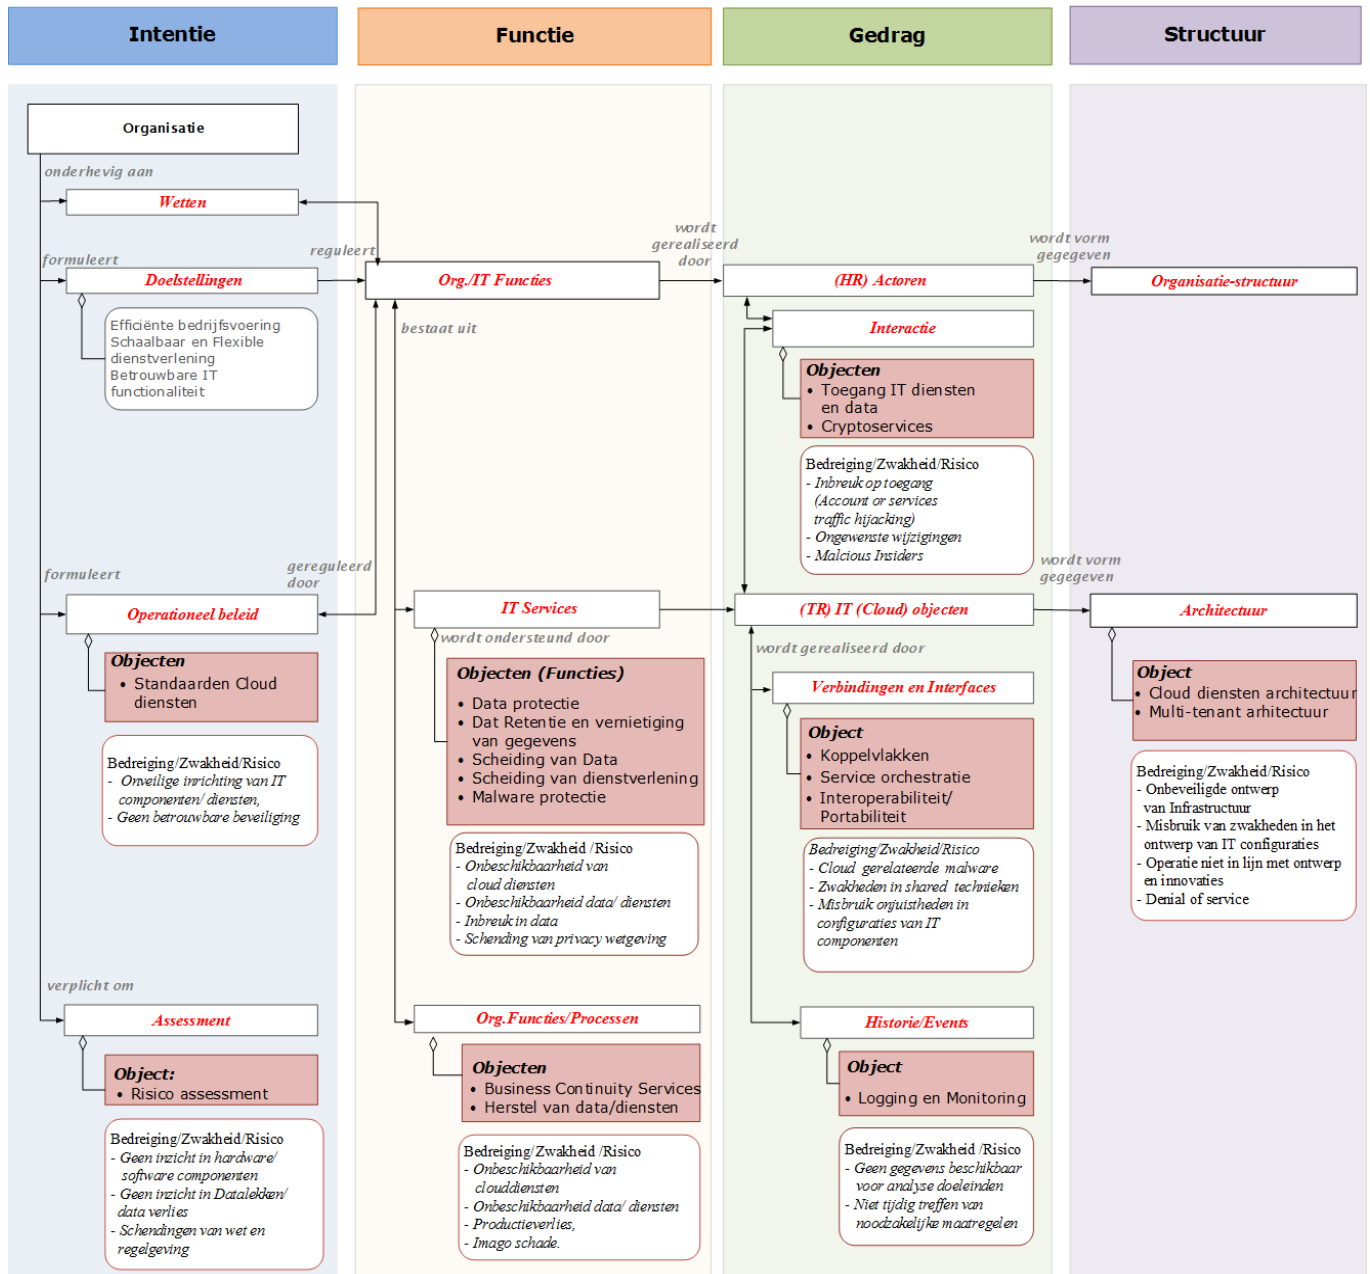 Intentie
Functie
Gedrag
Structuur
Organisatie
onderhevig aan
Wetten
formuleert
Doelstellingen
Efficiënte bedrijfsvoering
Schaalbaar en Flexible
dienstverlening
Betrouwbare IT
functionaliteit
formuleert
Operationeel beleid
Objecten
• Standaarden Cloud
diensten
Bedreiging/Zwakheid/Risico
- Onveilige inrichting van IT
componenten/ diensten,
- Geen betrouwbare beveiliging
verplicht om
Assessment
Object:
• Risico assessment
Bedreiging/Zwakheid/Risico
- Geen inzicht in hardware/
software componenten
- Geen inzicht in Datalekken/
data verlies
- Schendingen van wet en
regelgeving
reguleert
gereguleerd
door
Org./IT Functies
bestaat uit
IT Services
wordt ondersteund door
Objecten (Functies)
• Data protectie
• Dat Retentie en vernietiging
van gegevens
• Scheiding van Data
• Scheiding van dienstverlening
• Malware protectie
Bedreiging/Zwakheid /Risico
- Onbeschikbaarheid van
cloud diensten
- Onbeschikbaarheid data/ diensten
- Inbreuk in data
- Schending van privacy wetgeving
Org.Functies/Processen
Objecten
• Business Continuity Services
• Herstel van data/diensten
Bedreiging/Zwakheid /Risico
- Onbeschikbaarheid van
clouddiensten
- Onbeschikbaarheid data/ diensten
- Productieverlies,
- Imago schade.
wordt
gerealiseerd
door
(HR) Actoren
Interactie
Objecten
• Toegang IT diensten
en data
• Cryptoservices
Bedreiging/Zwakheid/Risico
- Inbreuk op toegang
(Account or services
traffic hijacking)
- Ongewenste wijzigingen
- Malcious Insiders
(TR) IT (Cloud) objecten
wordt gerealiseerd door
Verbindingen en Interfaces
Object
• Koppelvlakken
• Service orchestratie
• Interoperabiliteit/
Portabiliteit
Bedreiging/Zwakheid/Risico
- Cloud gerelateerde malware
- Zwakheden in shared technieken
- Misbruik onjuistheden in
configuraties van IT
componenten
Historie/Events
Object
• Logging en Monitoring
Bedreiging/Zwakheid/Risico
- Geen gegevens beschikbaar
voor analyse doeleinden
- Niet tijdig treffen van
noodzakelijke maatregelen
wordt vorm
gegegeven
Organisatie-structuur
wordt vorm
gegegeven
Architectuur
Object
• Cloud diensten architectuur
• Multi-tenant arhitectuur
Bedreiging/Zwakheid/Risico
- Onbeveiligde ontwerp
van Infrastructuur
- Misbruik van zwakheden in het
ontwerp van IT configuraties
- Operatie niet in lijn met ontwerp
en innovaties
- Denial of service